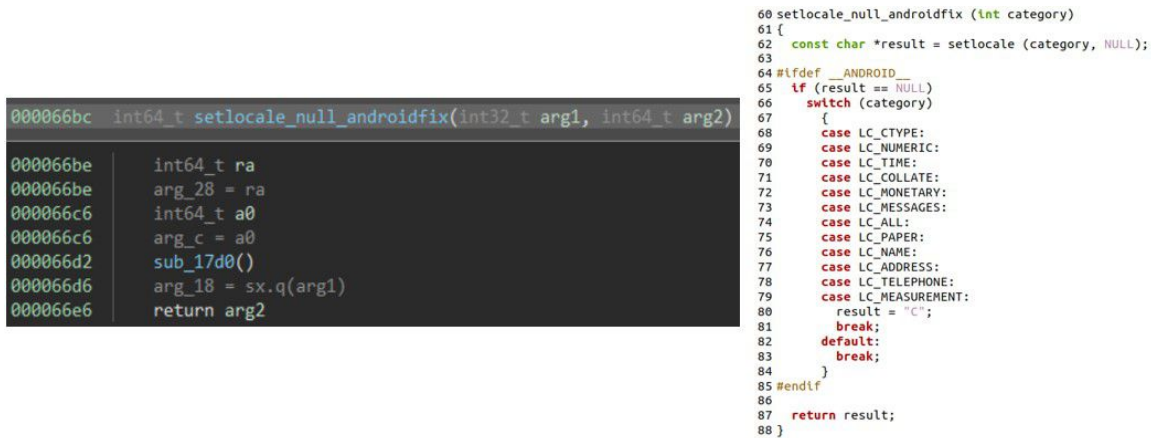 000066bc int64_t setlocale_null_androidfix(int32_t arg1, int64_t arg2)
000066be int64_t ra
000066be arg_28 = ra
000066c6 int64_t a0
000066c6 arg_c = a0
000066d2 sub_17d0()
000066d6 arg_18 = sx.q(arg1)
000066e6 return arg2
60 setlocale_null_androidfix (int category)
61 {
62 const char *result = setlocale (category, NULL);
63
64 #ifdef __ANDROID__
65 if (result == NULL)
66 switch (category)
67 {
68 case LC_CTYPE:
69 case LC_NUMERIC:
70 case LC_TIME:
71 case LC_COLLATE:
72 case LC_MONETARY:
73 case LC_MESSAGES:
74 case LC_ALL:
75 case LC_PAPER:
76 case LC_NAME:
77 case LC_ADDRESS:
78 case LC_TELEPHONE:
79 case LC_MEASUREMENT:
80 result = "C";
81 break;
82 default:
83 break;
84 }
85 #endif
86
87 return result;
88 }